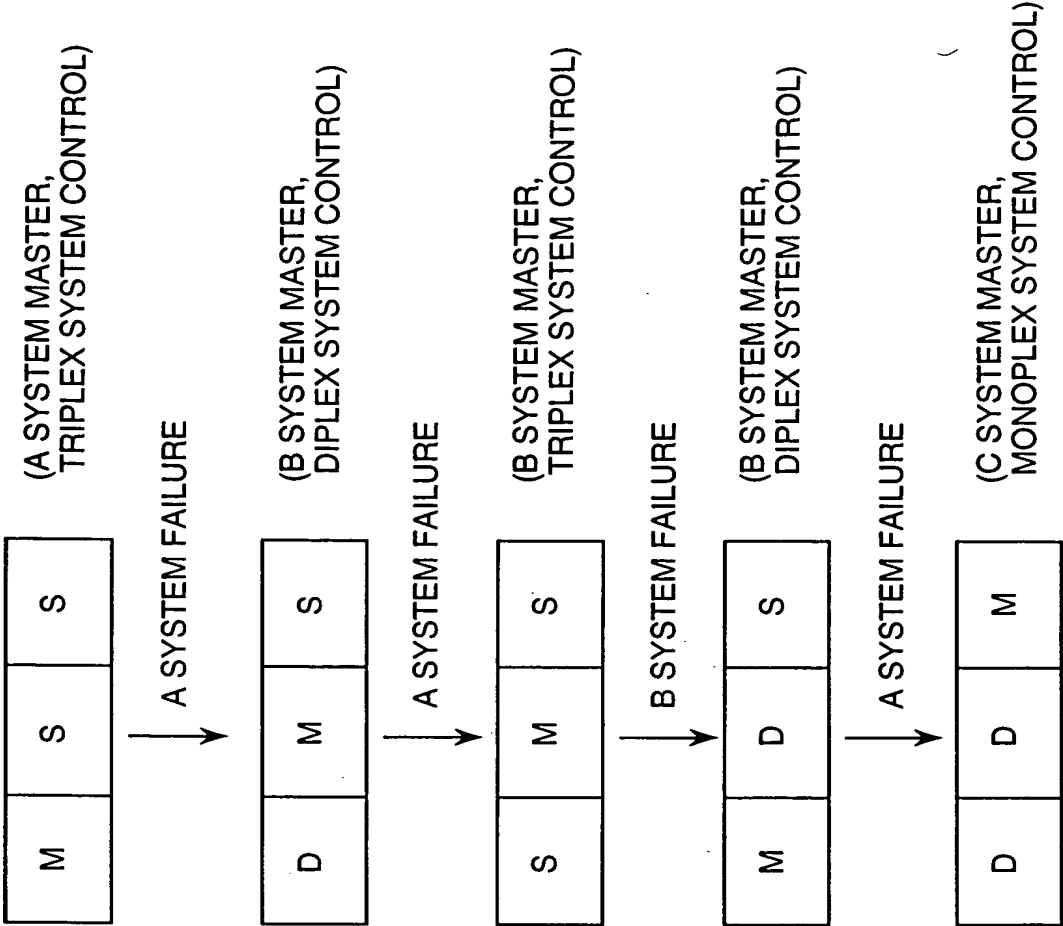 M S S
(A SYSTEM MASTER,
TRIPLEX SYSTEM CONTROL)
A SYSTEM FAILURE
D M S
(B SYSTEM MASTER,
DIPLEX SYSTEM CONTROL)
A SYSTEM FAILURE
S M S
(B SYSTEM MASTER,
TRIPLEX SYSTEM CONTROL)
B SYSTEM FAILURE
M D S
(B SYSTEM MASTER,
DIPLEX SYSTEM CONTROL)
A SYSTEM FAILURE
D D M
(C SYSTEM MASTER,
MONOPLEX SYSTEM CONTROL)